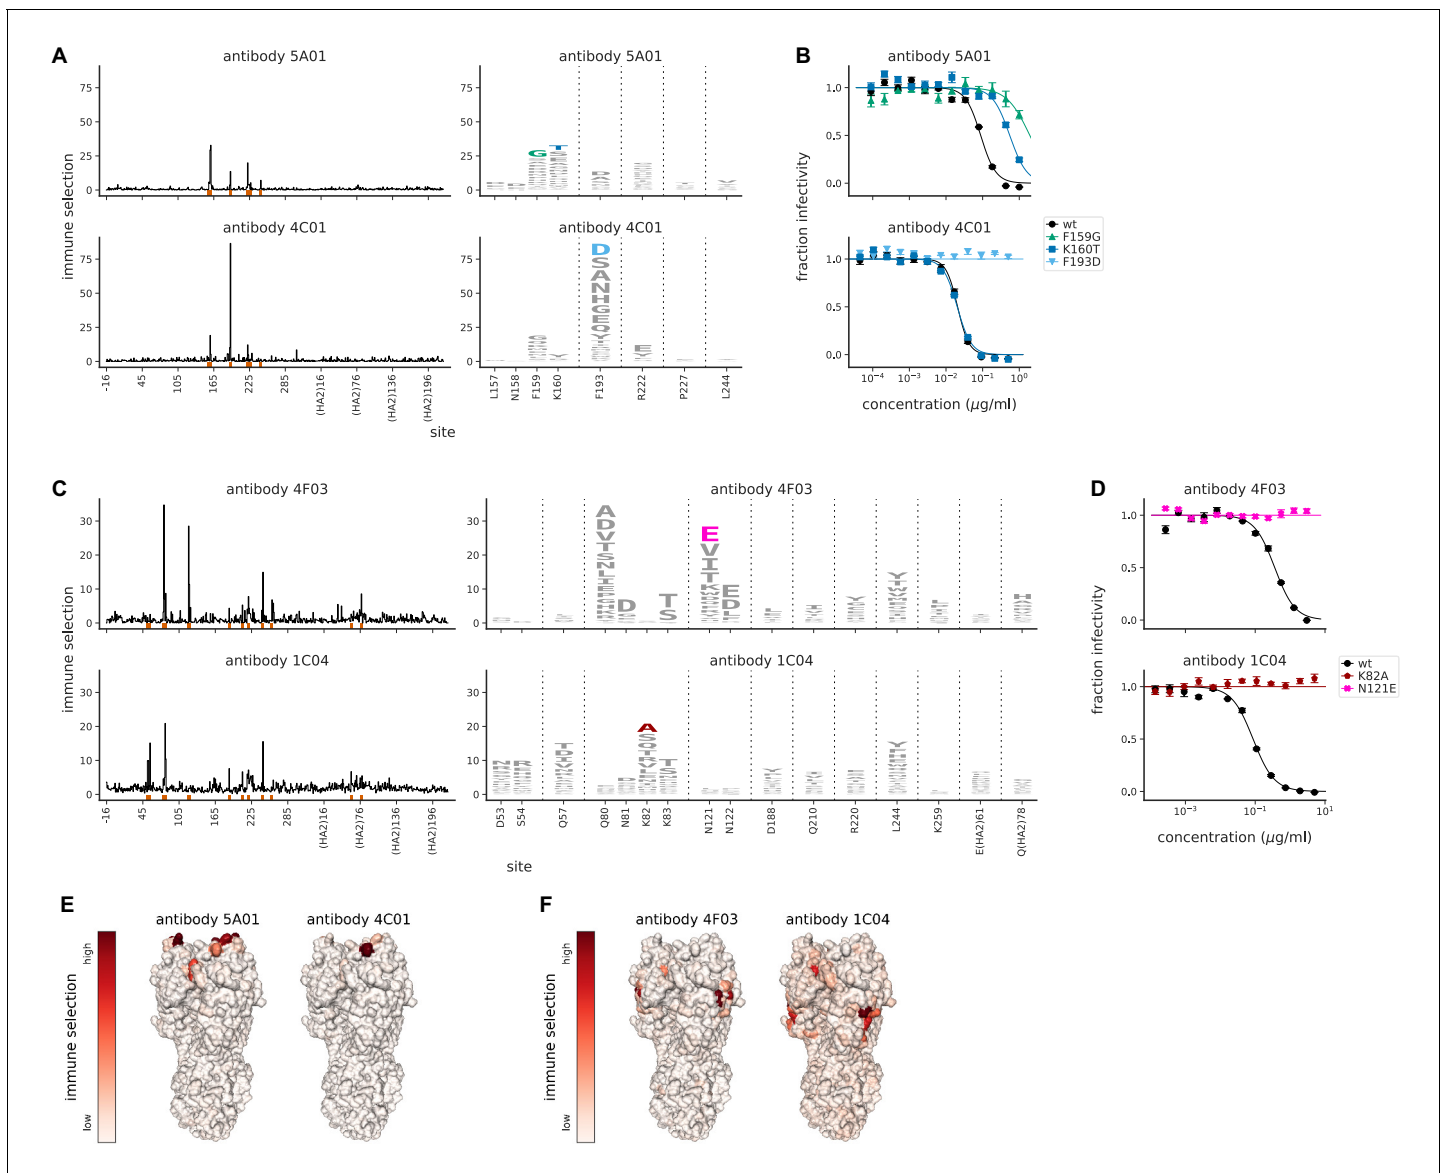 A
antibody 5A01
antibody 5A01
B
antibody 5A01
75
50
25
0
75
50
25
0
G
T
D
A
1.0
0.5
0.0
immune selection
fraction infectivity
antibody 4C01
antibody 4C01
antibody 4C01
75
50
25
0
75
50
25
0
D
S
A
N
H
G
E
Q
G
E
1.0
0.5
0.0
wt
F159G
K160T
F193D
-16
45
105
165
225
285
(HA2)16
(HA2)76
(HA2)136
(HA2)196
L157
N158
F159
K160
F193
R222
P227
L244
10⁻⁴
10⁻³
10⁻²
10⁻¹
10⁰
concentration (μg/ml)
site
C
antibody 4F03
antibody 4F03
D
antibody 4F03
30
20
10
0
30
20
10
0
A
D
V
T
S
N
L
I
E
D
T
S
E
V
I
T
K
E
D
L
Y
T
H
1.0
0.5
0.0
immune selection
fraction infectivity
antibody 1C04
antibody 1C04
antibody 1C04
30
20
10
0
30
20
10
0
A
S
Q
T
R
V
L
T
S
1.0
0.5
0.0
wt
K82A
N121E
-16
45
105
165
225
285
(HA2)16
(HA2)76
(HA2)136
(HA2)196
D53
S54
Q57
Q80
N81
K82
K83
N121
N122
D188
Q210
R220
L244
K259
E(HA2)61
Q(HA2)78
10⁻³
10⁻¹
10¹
concentration (μg/ml)
site
E
antibody 5A01
antibody 4C01
high
immune selection
low
F
antibody 4F03
antibody 1C04
high
immune selection
low